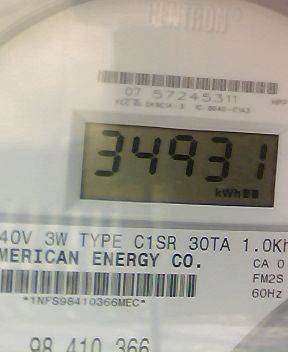 07 57245311
34931
kWh
40V 3W TYPE C1SR 30TA 1.0Kh
MERICAN ENERGY CO.
CA 0
FM2S
*1NFS98410366MEC*
60Hz
98 410 366